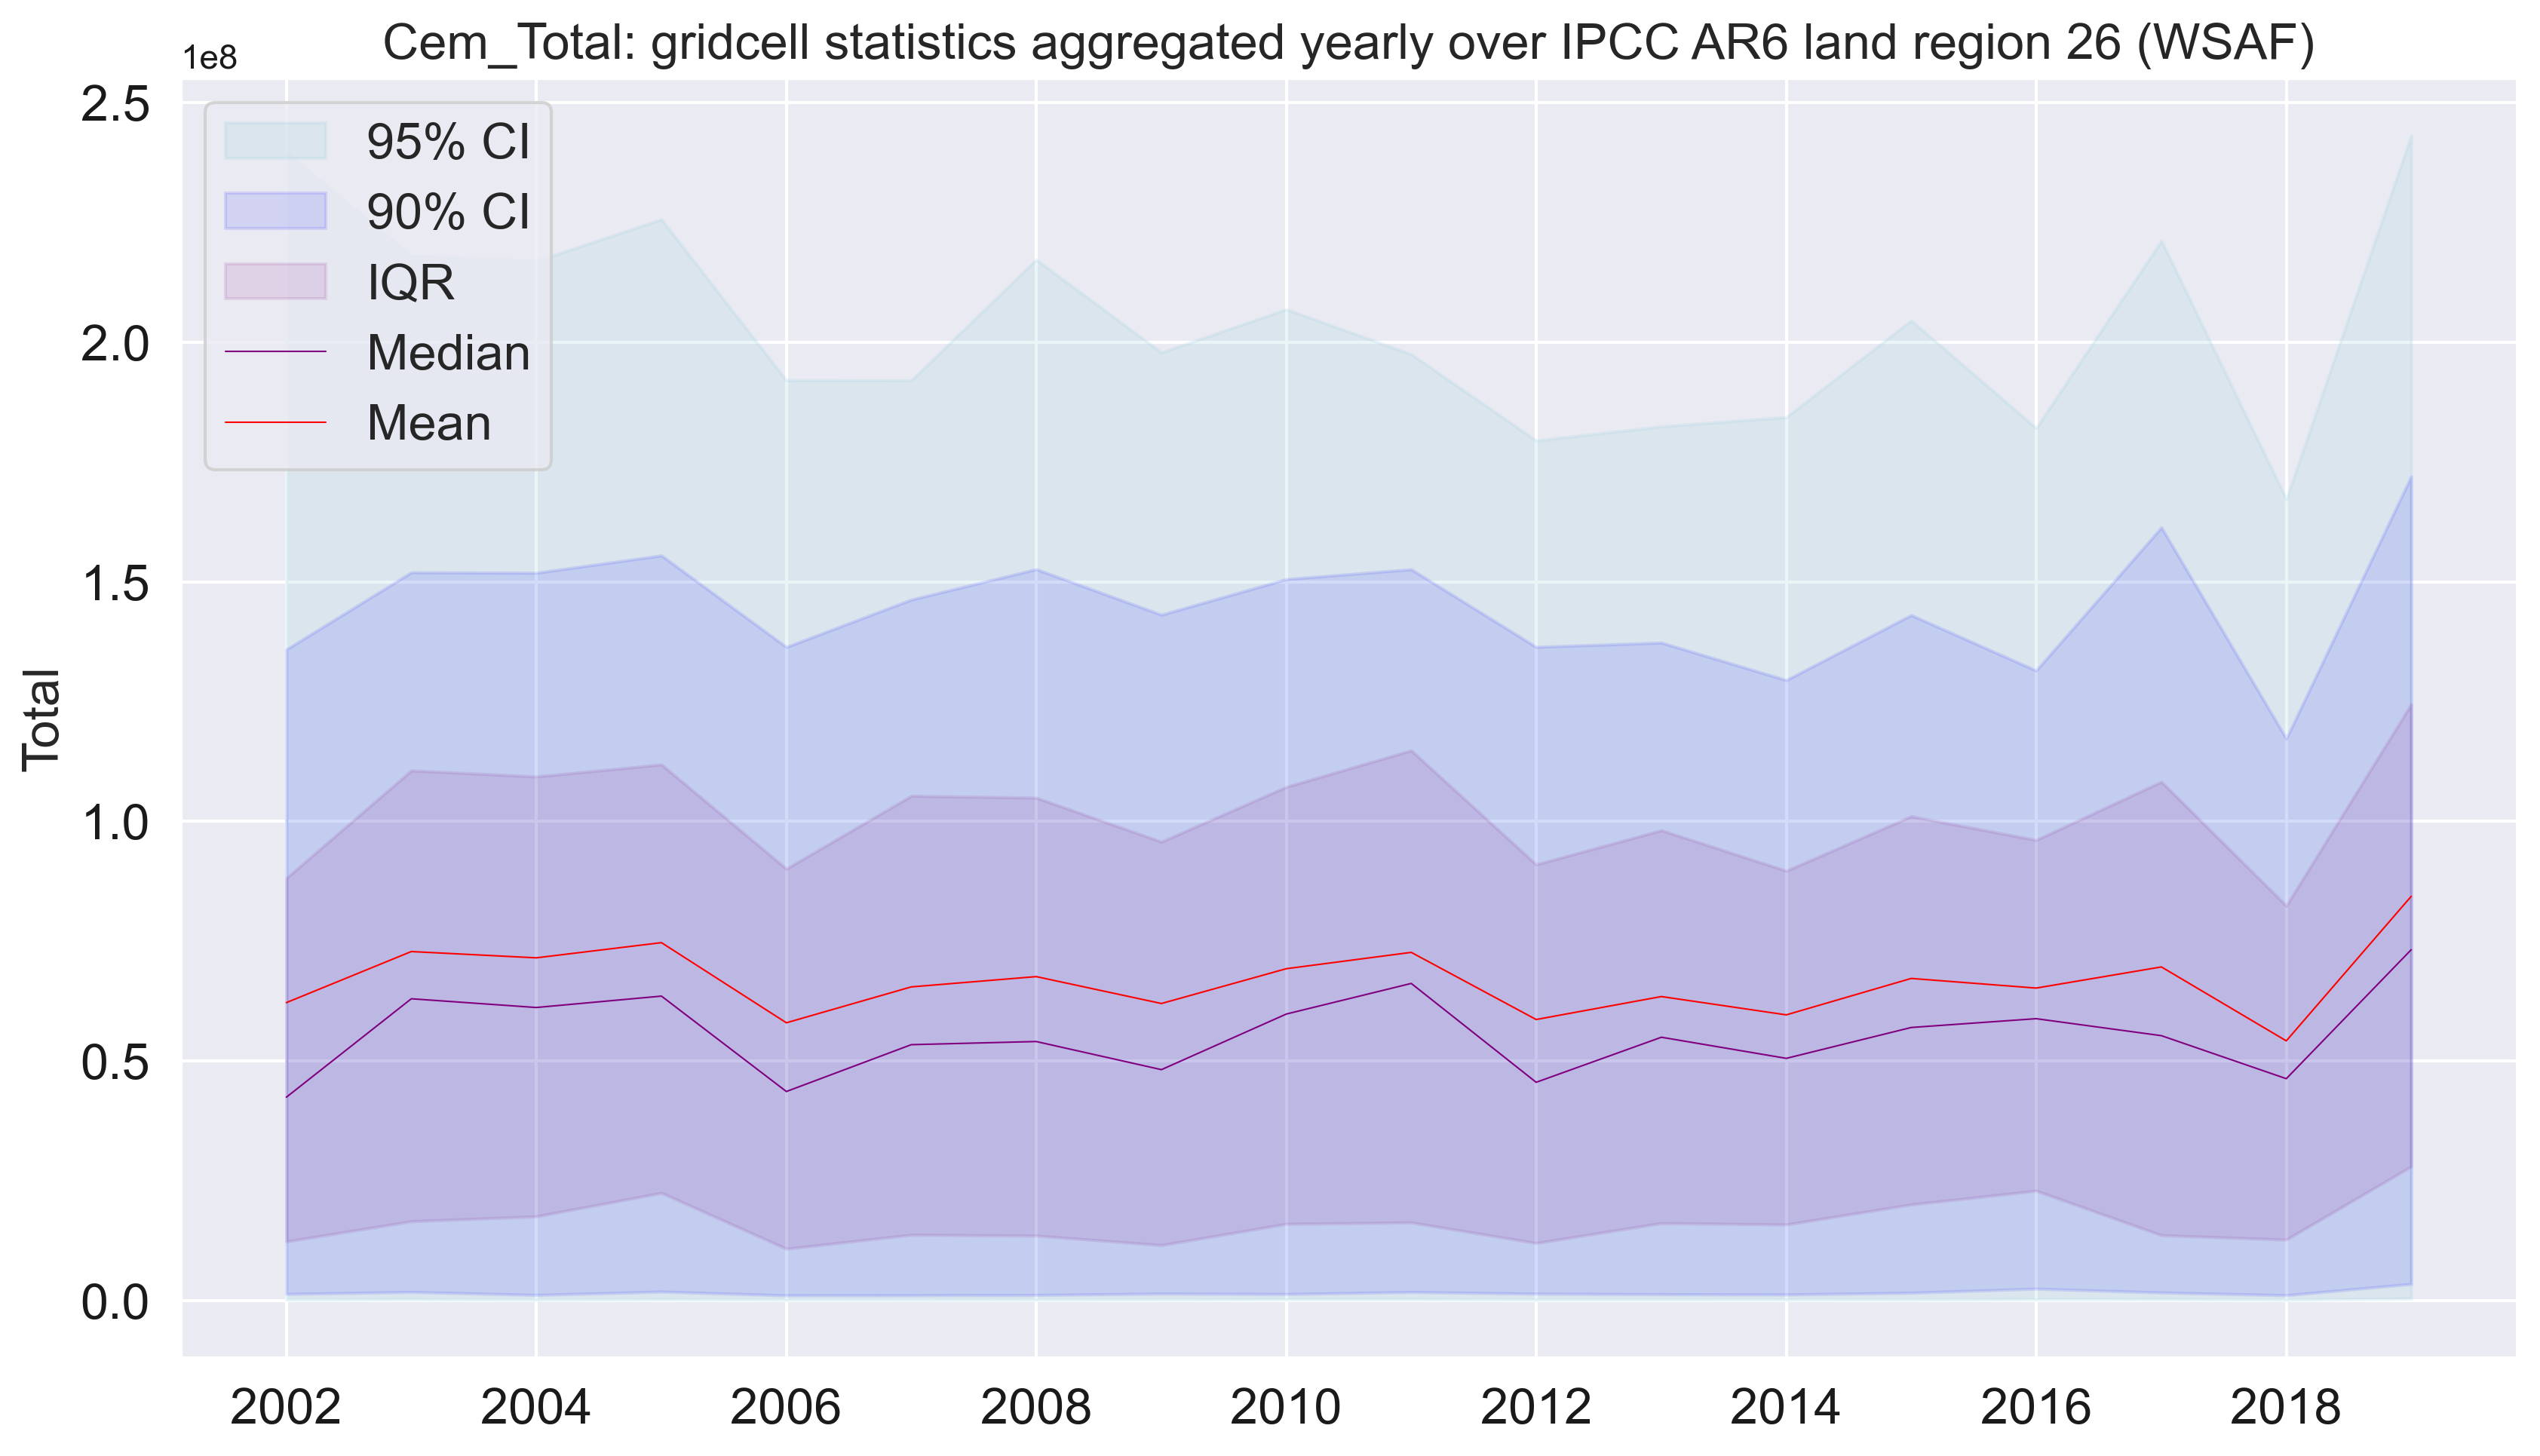 Cem_Total: gridcell statistics aggregated yearly over IPCC AR6 land region 26 (WSAF)
1e8
2.5
2.0
1.5
1.0
0.5
0.0
Total
95% CI
90% CI
IQR
Median
Mean
2002 2004 2006 2008 2010 2012 2014 2016 2018